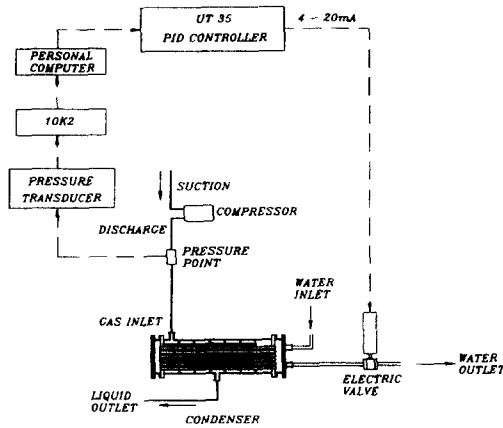 UT 35
PID CONTROLLER
4 - 20mA
PERSONAL
COMPUTER
10K2
PRESSURE
TRANSDUCER
SUCTION
COMPRESSOR
DISCHARGE
PRESSURE
POINT
WATER
INLET
GAS INLET
WATER
OUTLET
ELECTRIC
VALVE
LIQUID
OUTLET
CONDENSER